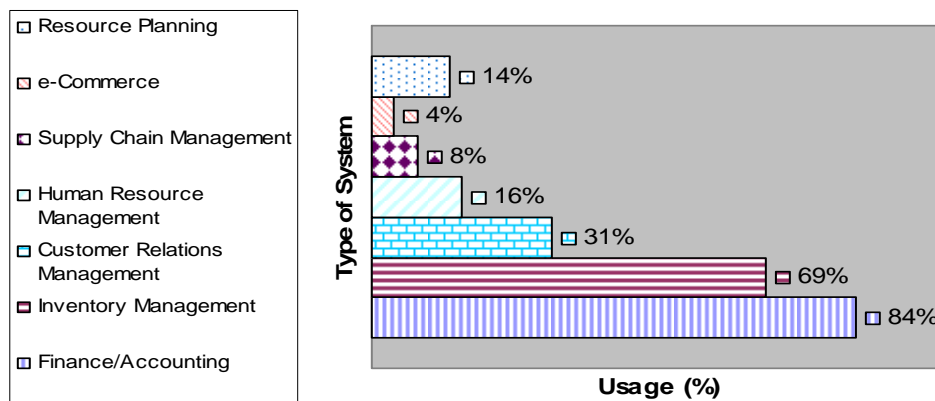 Resource Planning
e-Commerce
Supply Chain Management
Human Resource
Management
Customer Relations
Management
Inventory Management
Finance/Accounting
Type of System
14%
4%
8%
16%
31%
69%
84%
Usage (%)